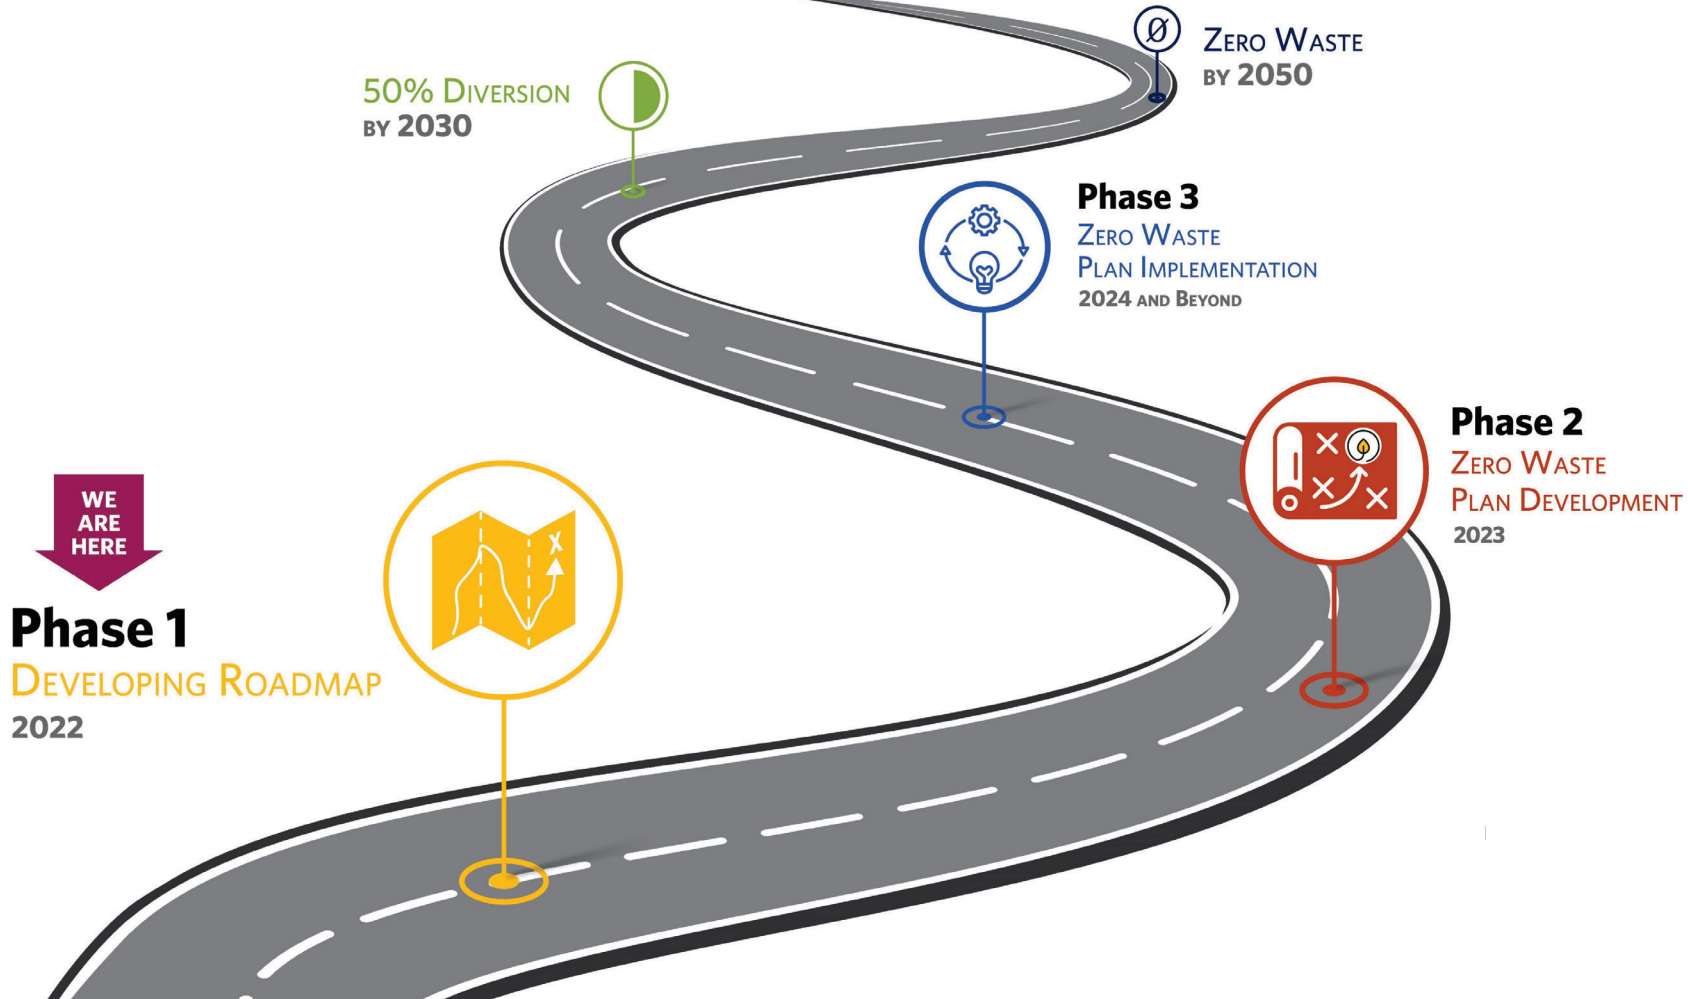 Ø
ZERO WASTE
BY 2050
50% DIVERSION
BY 2030
Phase 3
ZERO WASTE
PLAN IMPLEMENTATION
2024 AND BEYOND
Phase 2
ZERO WASTE
PLAN DEVELOPMENT
2023
WE
ARE
HERE
X
Phase 1
DEVELOPING ROADMAP
2022